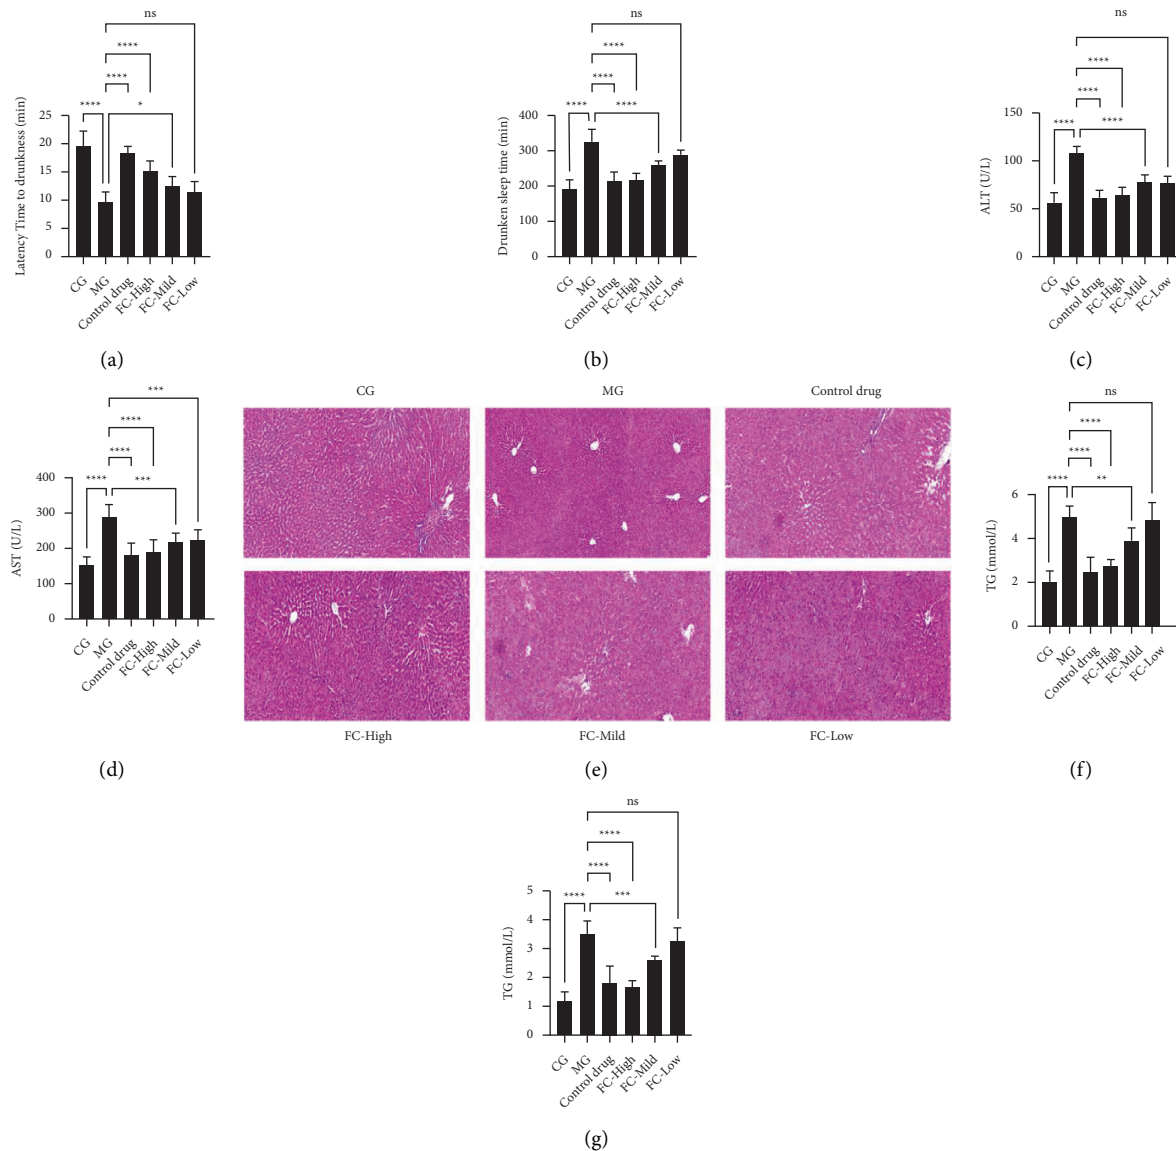 ns
****
****
**** *
Latency Time to drunkness (min)
25
20
15
10
5
0
CG
MG
Control drug
FC-High
FC-Mild
FC-Low
(a)
ns
****
****
**** ****
Drunken sleep time (min)
400
300
200
100
0
CG
MG
Control drug
FC-High
FC-Mild
FC-Low
(b)
ns
****
****
**** ****
ALT (U/L)
150
100
50
0
CG
MG
Control drug
FC-High
FC-Mild
FC-Low
(c)
***
****
****
**** ***
AST (U/L)
400
300
200
100
0
CG
MG
Control drug
FC-High
FC-Mild
FC-Low
(d)
CG MG Control drug
FC-High FC-Mild FC-Low
(e)
ns
****
****
**** **
TG (mmol/L)
6
4
2
0
CG
MG
Control drug
FC-High
FC-Mild
FC-Low
(f)
ns
****
****
**** ***
TG (mmol/L)
5
4
3
2
1
0
CG
MG
Control drug
FC-High
FC-Mild
FC-Low
(g)